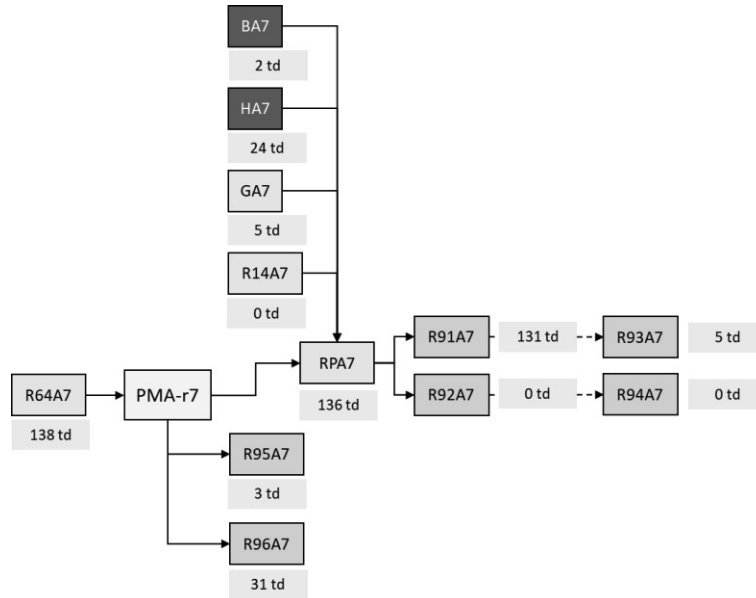 BA7
2 td
HA7
24 td
GA7
5 td
R14A7
0 td
R91A7
131 td
R93A7
5 td
RPA7
136 td
R64A7
138 td
PMA-r7
R92A7
0 td
R94A7
0 td
R95A7
3 td
R96A7
31 td